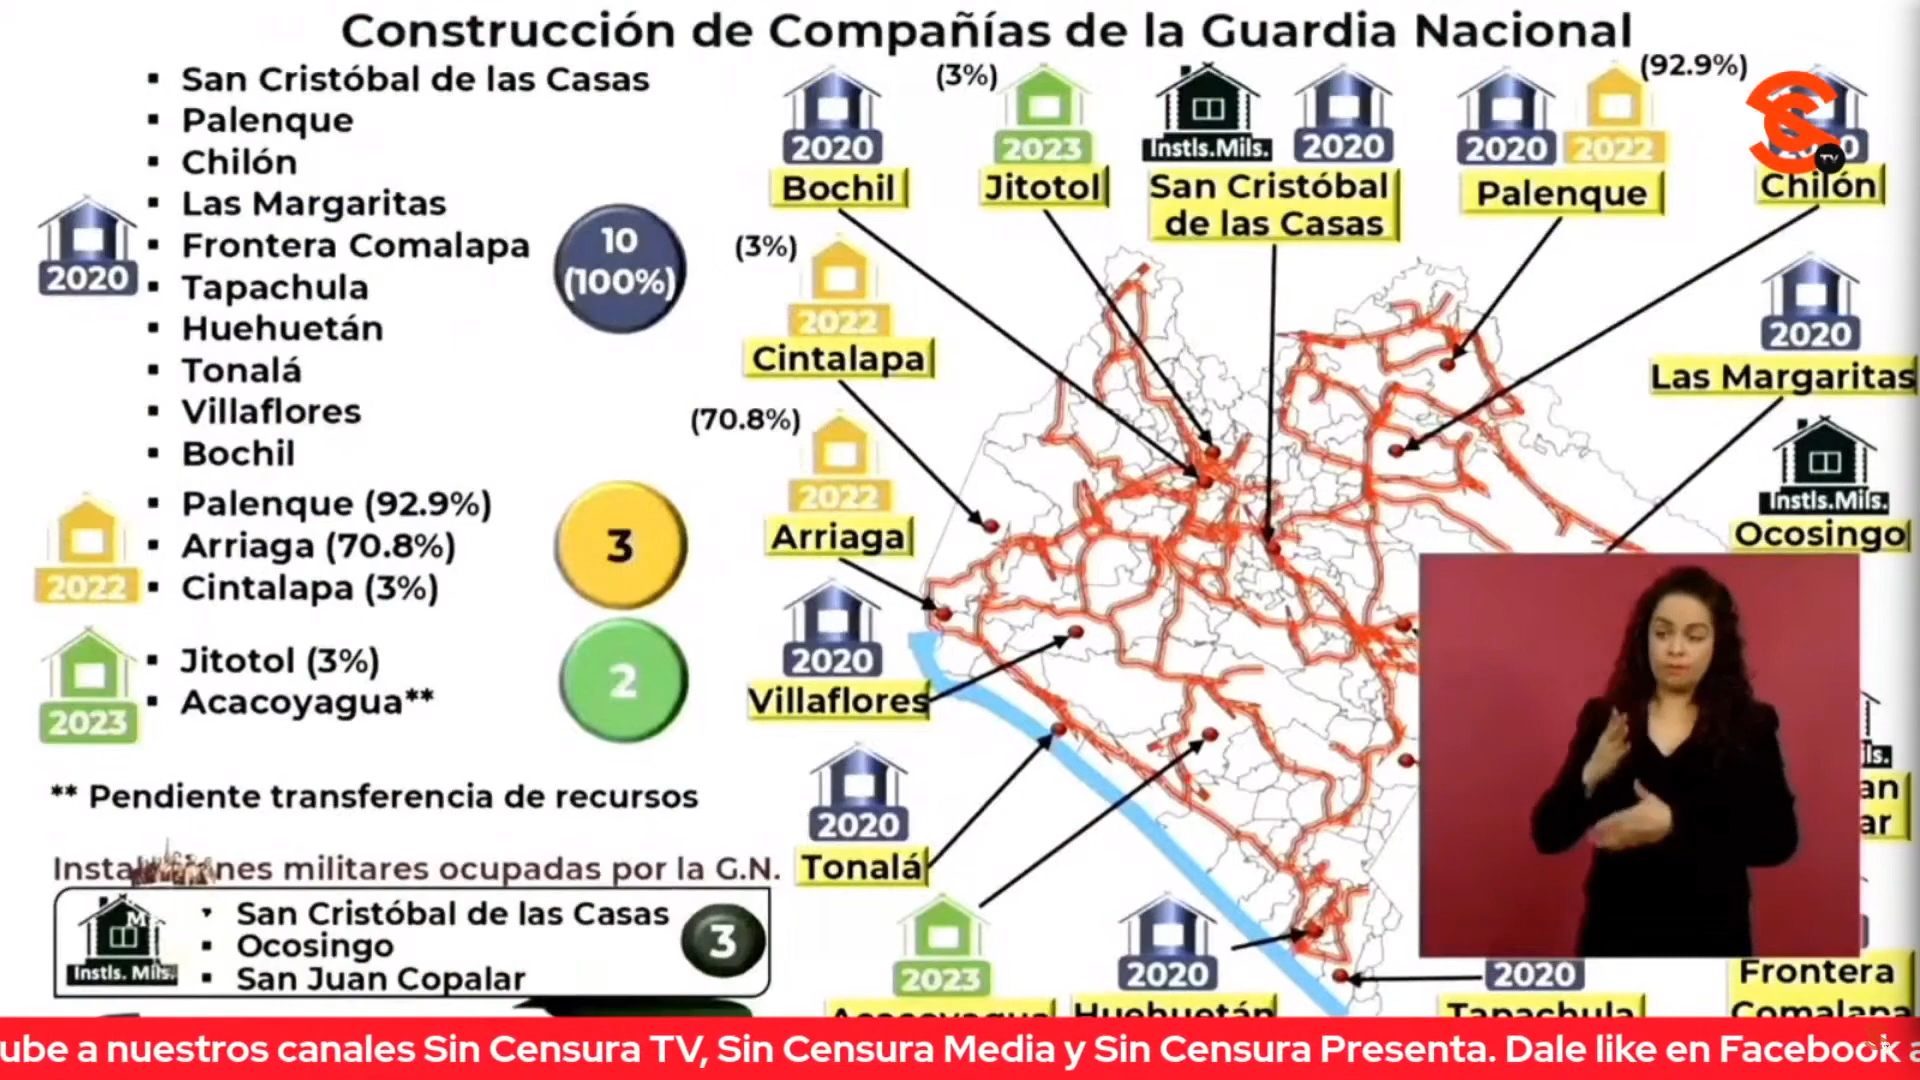 Construcción de Compañías de la Guardia Nacional
▪ San Cristóbal de las Casas
▪ Palenque
▪ Chilón
▪ Las Margaritas
▪ Frontera Comalapa
▪ Tapachula
▪ Huehuetán
▪ Tonalá
▪ Villaflores
▪ Bochil
2020
10
(100%)
▪ Palenque (92.9%)
▪ Arriaga (70.8%)
▪ Cintalapa (3%)
2022
3
▪ Jitotol (3%)
▪ Acacoyagua**
2023
2
** Pendiente transferencia de recursos
nes militares ocupadas por la G.N.
▪ San Cristóbal de las Casas
▪ Ocosingo
▪ San Juan Copalar
Instls. Mils.
3
2020
Bochil
(3%)
2023
Jitotol
Instls.Mils.
2020
San Cristóbal
de las Casas
2020
2022
(92.9%)
Palenque
TV
Chilón
(3%)
2022
Cintalapa
2020
Las Margaritas
(70.8%)
2022
Arriaga
Instls.Mils.
Ocosingo
2020
Villaflores
2020
Tonalá
2023
Acacoyagua
2020
Huehuetán
2020
Tapachula
Frontera
Comalapa
ube a nuestros canales Sin Censura TV, Sin Censura Media y Sin Censura Presenta. Dale like en Facebook a